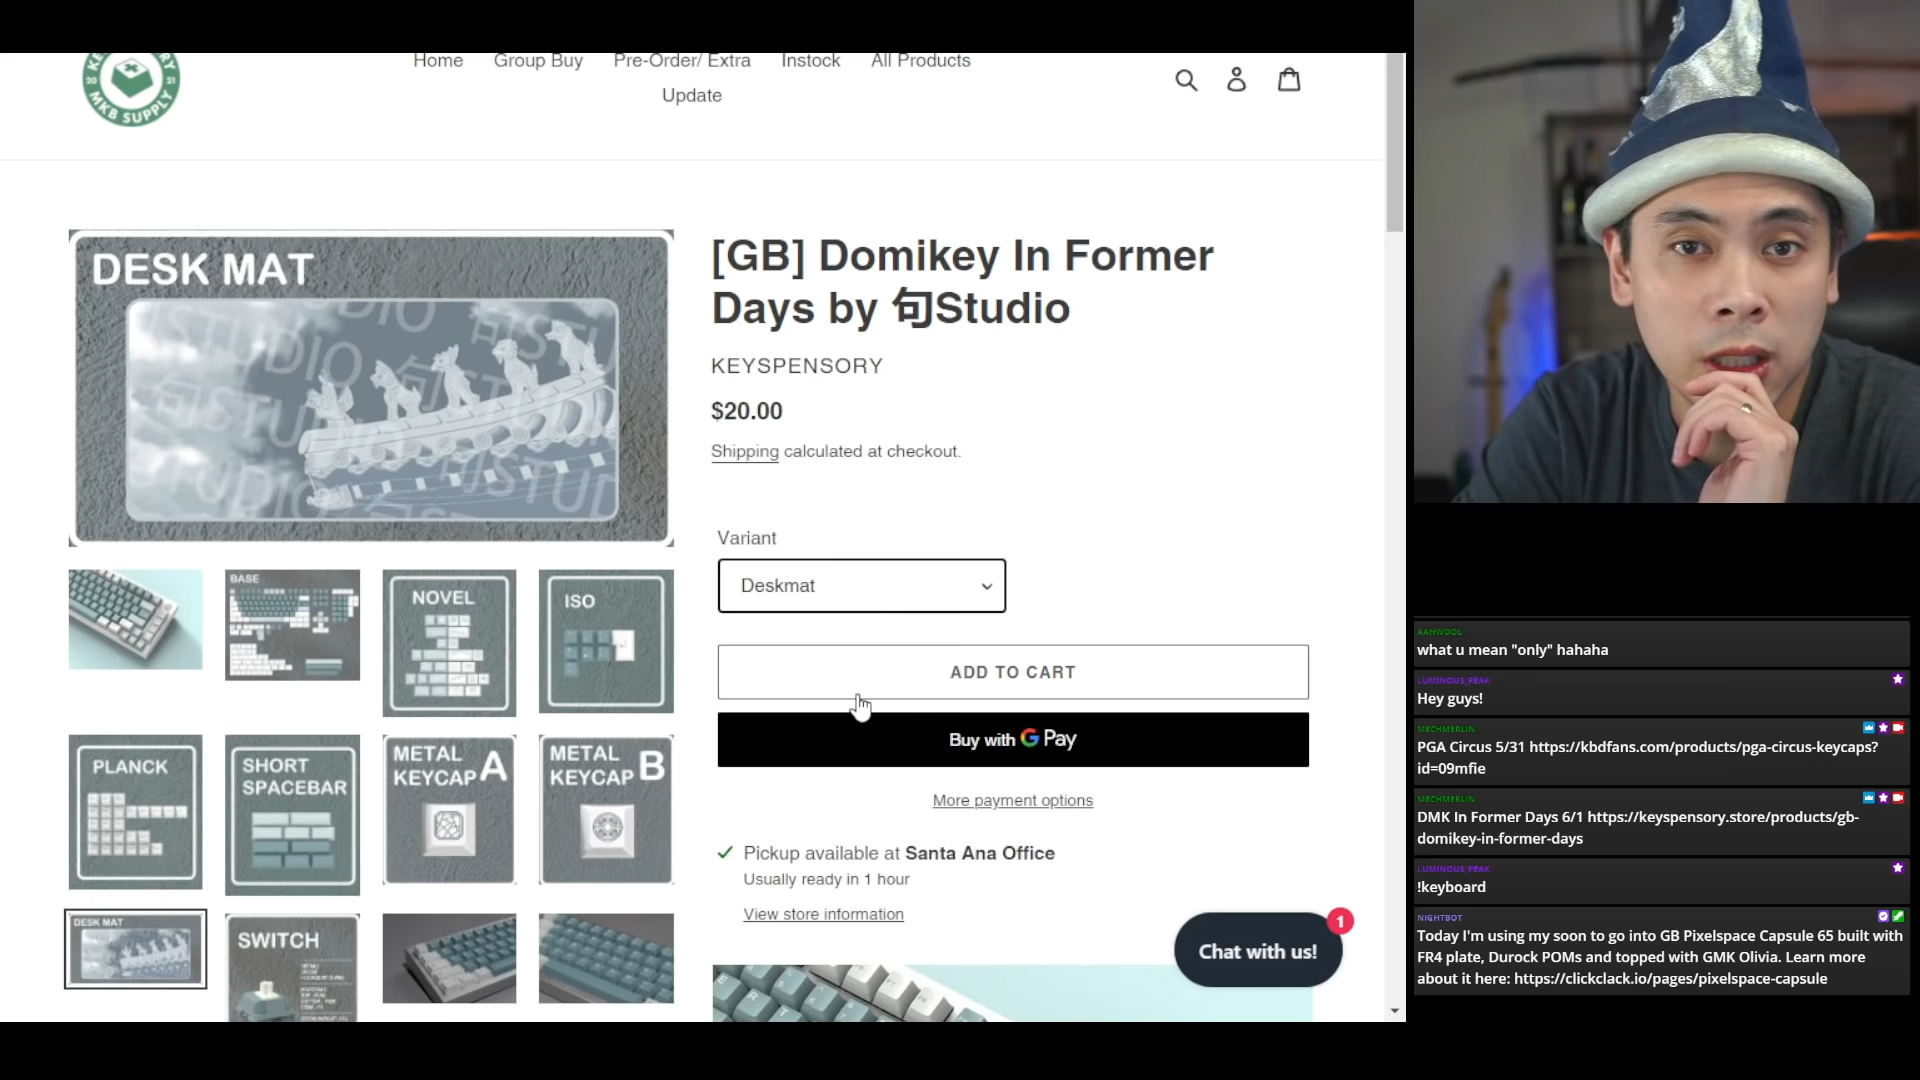 MKB SUPPLY
20
21
Home
Group Buy
Pre-Order/ Extra
Instock
All Products
Update
DESK MAT
[GB] Domikey In Former
Days by 句Studio
KEYSPENSORY
$20.00
Shipping calculated at checkout.
Variant
Deskmat
ADD TO CART
Buy with G Pay
More payment options
Pickup available at Santa Ana Office
Usually ready in 1 hour
View store information
Chat with us!
1
BASE
NOVEL
ISO
PLANCK
SHORT
SPACEBAR
METAL
KEYCAP A
METAL
KEYCAP B
DESK MAT
SWITCH
AAHWOOL
what u mean "only" hahaha
LUMINOUS_PEAK
Hey guys!
MECHMERLIN
PGA Circus 5/31 https://kbdfans.com/products/pga-circus-keycaps?
id=09mfie
MECHMERLIN
DMK In Former Days 6/1 https://keyspensory.store/products/gb-
domikey-in-former-days
LUMINOUS_PEAK
!keyboard
NIGHTBOT
Today I'm using my soon to go into GB Pixelspace Capsule 65 built with
FR4 plate, Durock POMs and topped with GMK Olivia. Learn more
about it here: https://clickclack.io/pages/pixelspace-capsule